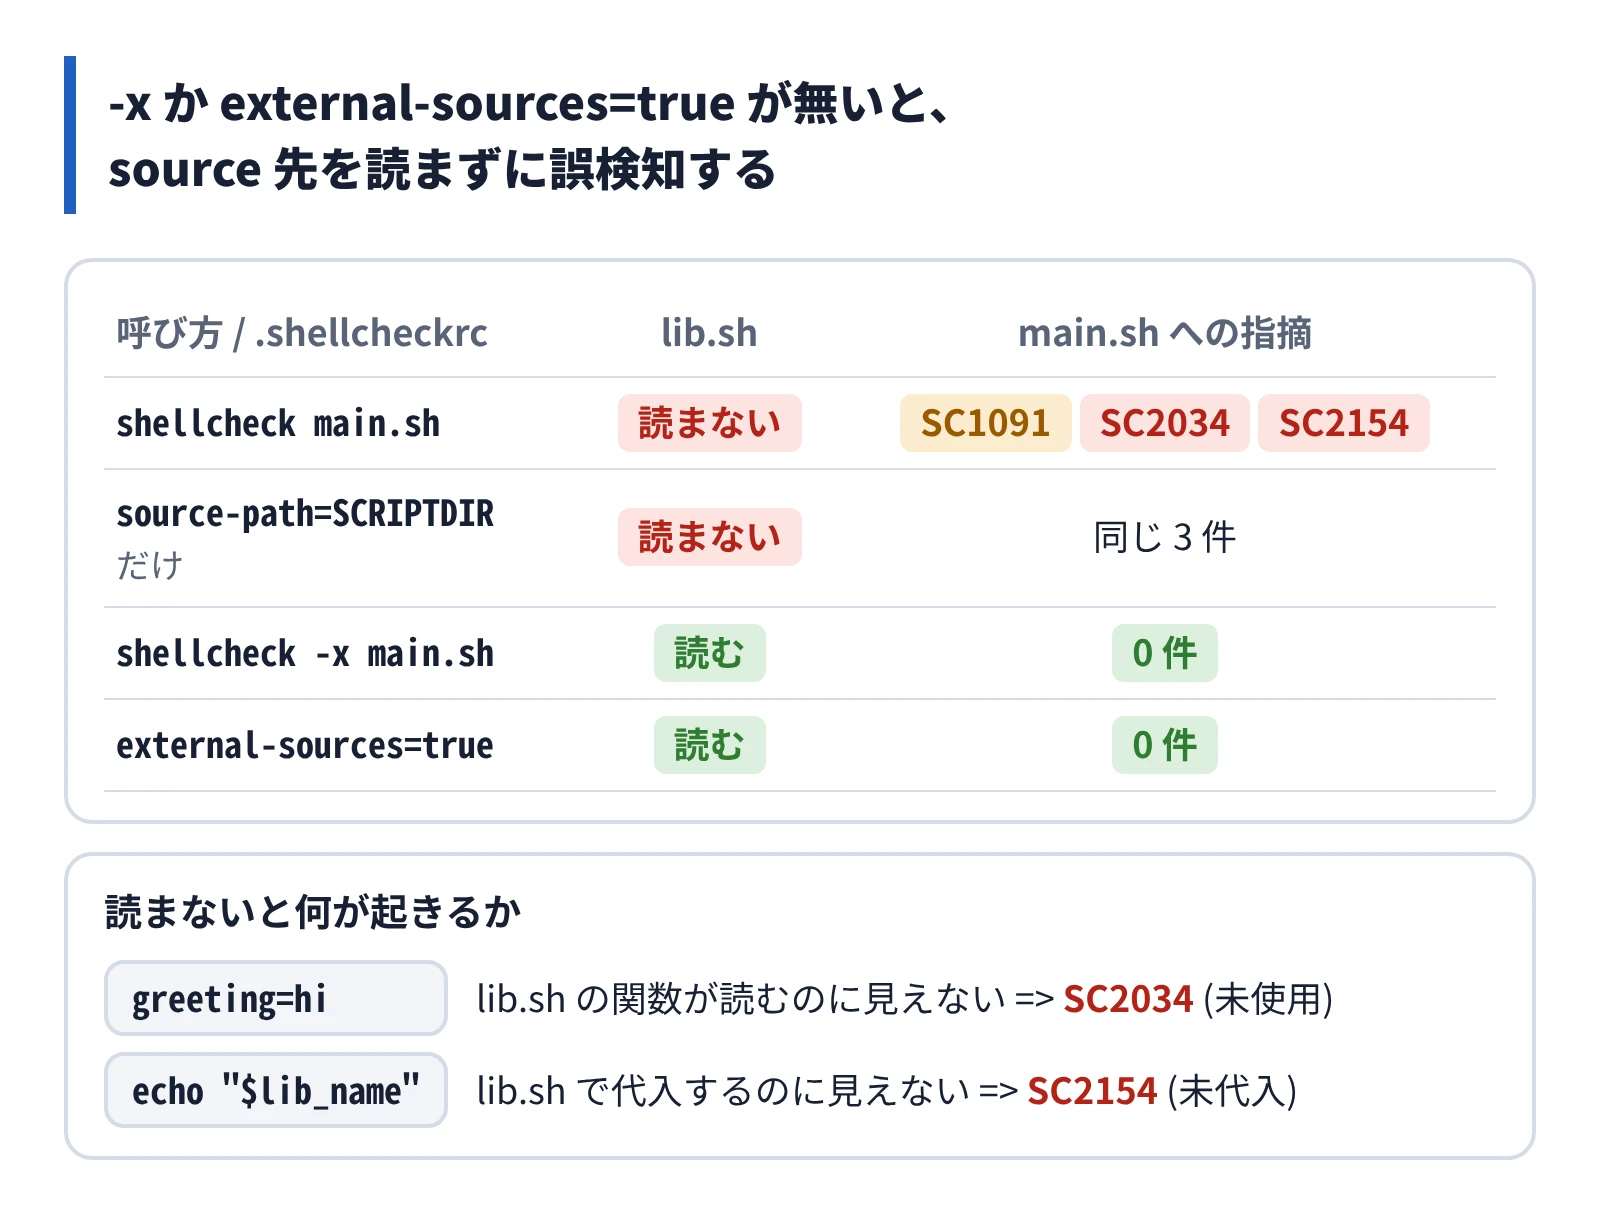 -x か external-sources=true が無いと、
source 先を読まずに誤検知する
呼び方 / .shellcheckrc lib.sh main.sh への指摘
shellcheck main.sh 読まない SC1091 SC2034 SC2154
source-path=SCRIPTDIR
だけ 読まない 同じ 3 件
shellcheck -x main.sh 読む 0 件
external-sources=true 読む 0 件
読まないと何が起きるか
greeting=hi lib.sh の関数が読むのに見えない => SC2034 (未使用)
echo "$lib_name" lib.sh で代入するのに見えない => SC2154 (未代入)